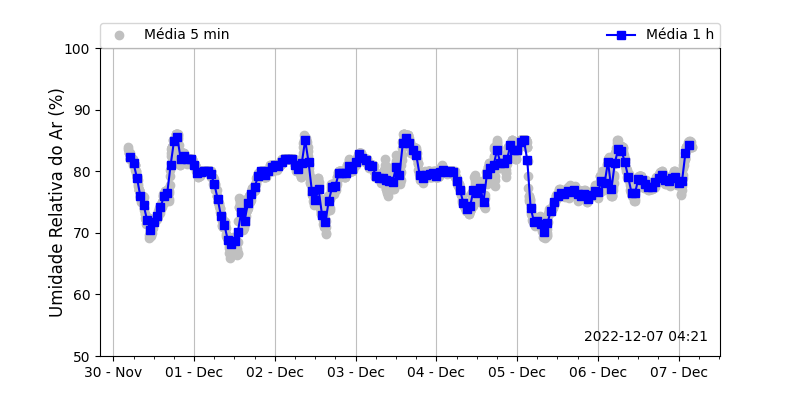 Média 5 min
Média 1 h
Umidade Relativa do Ar (%)
100
90
80
70
60
50
2022-12-07 04:21
30 - Nov
01 - Dec
02 - Dec
03 - Dec
04 - Dec
05 - Dec
06 - Dec
07 - Dec